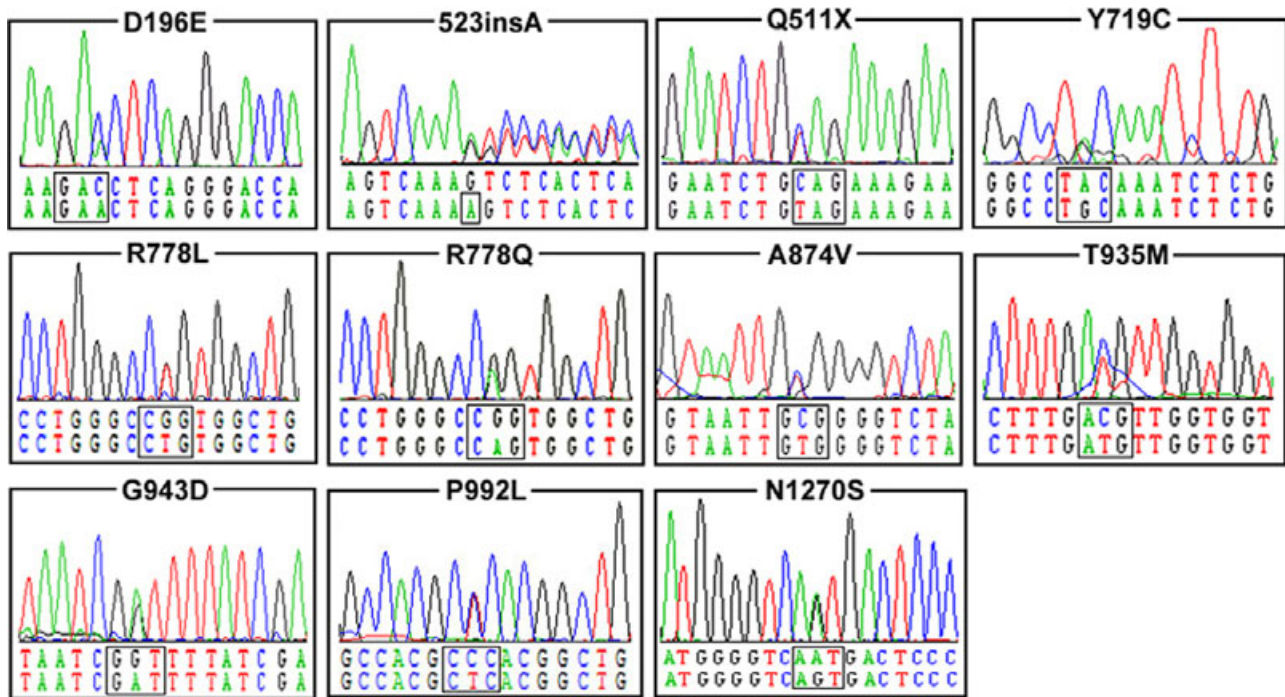 D196E
AAGACCTCAGGGACCA
AAGAACTCAGGGACCA
523insA
AGTCAAAGTCTCACTCA
AGTCAAAAGTCTCACTC
Q511X
GAATCTGCAGAAAGAA
GAATCTGTAGAAAGAA
Y719C
GGCCTACAAATCTCTG
GGCCTGCAAATCTCTG
R778L
CCTGGGCCGGTGGCTG
CCTGGGCCTGTGGCTG
R778Q
CCTGGGCCGGTGGCTG
CCTGGGCCAGTGGCTG
A874V
GTAATTGCGGGGTCTA
GTAATTGTGGGGTCTA
T935M
CTTTGACGTTGGTGGT
CTTTGATGTTGGTGGT
G943D
TAATCGGTTTTATCGA
TAATCGATTTTATCGA
P992L
GCCACGCCCACGGCTG
GCCACGCTCACGGCTG
N1270S
ATGGGGTCAATGACTCCC
ATGGGGTCAGTGACTCCC